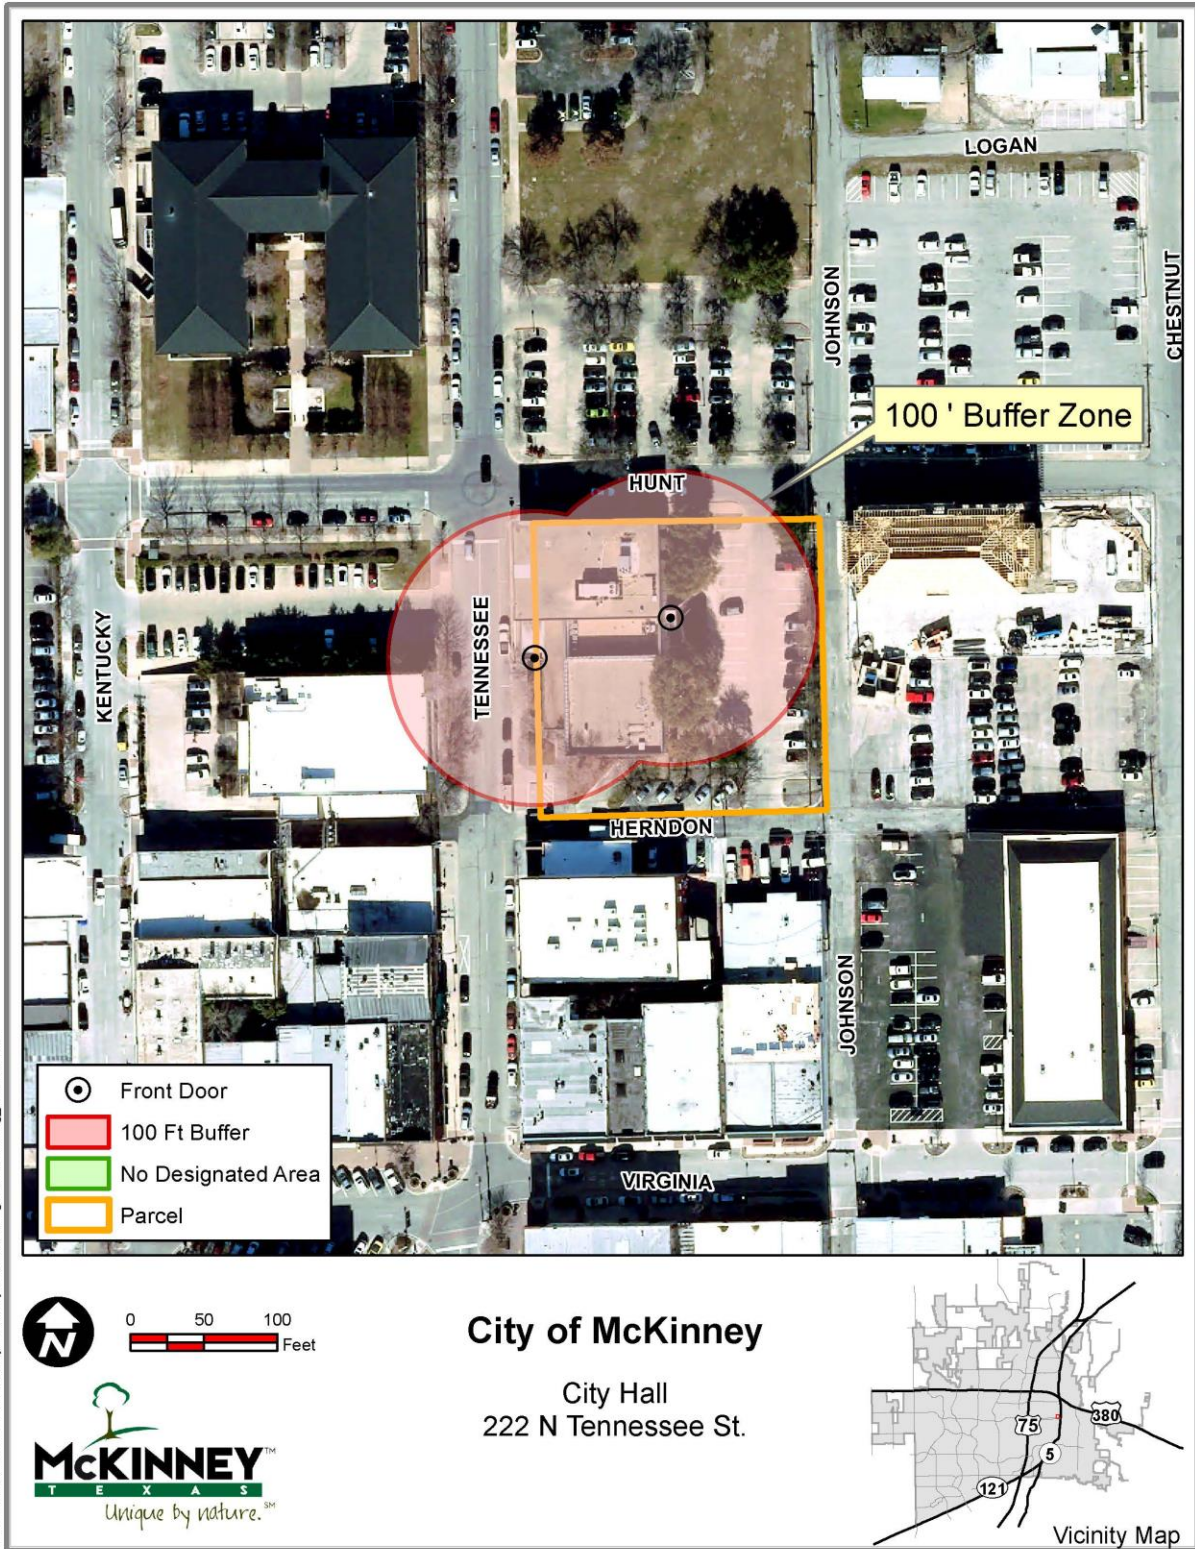 LOGAN
JOHNSON
CHESTNUT
100 ' Buffer Zone
HUNT
TENNESSEE
KENTUCKY
HERNDON
JOHNSON
VIRGINIA
Front Door
100 Ft Buffer
No Designated Area
Parcel
N
0 50 100
Feet
City of McKinney
City Hall
222 N Tennessee St.
McKINNEY™
TEXAS
Unique by nature.℠
75
380
5
121
Vicinity Map